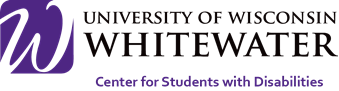 UNIVERSITY OF WISCONSIN
WHITEWATER
Center for Students with Disabilities